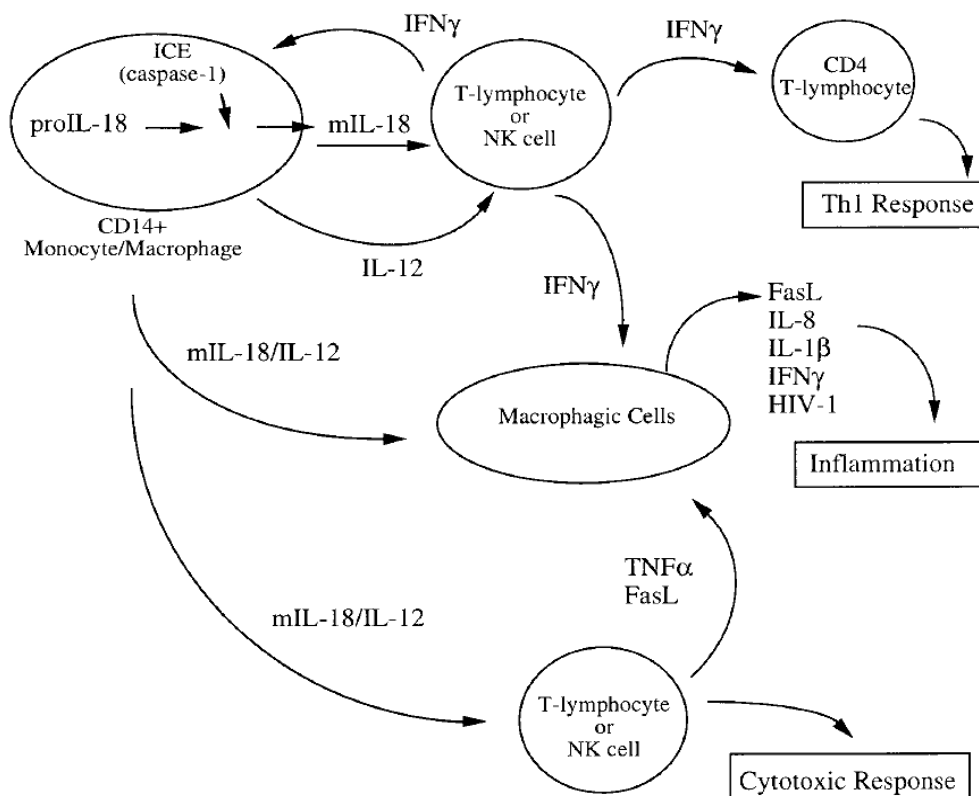 IFNγ
IFNγ
ICE
(caspase-1)
proIL-18
mIL-18
T-lymphocyte
or
NK cell
CD4
T-lymphocyte
Th1 Response
CD14+
Monocyte/Macrophage
IL-12
IFNγ
mIL-18/IL-12
FasL
IL-8
IL-1β
IFNγ
HIV-1
Macrophagic Cells
Inflammation
TNFα
FasL
mIL-18/IL-12
T-lymphocyte
or
NK cell
Cytotoxic Response